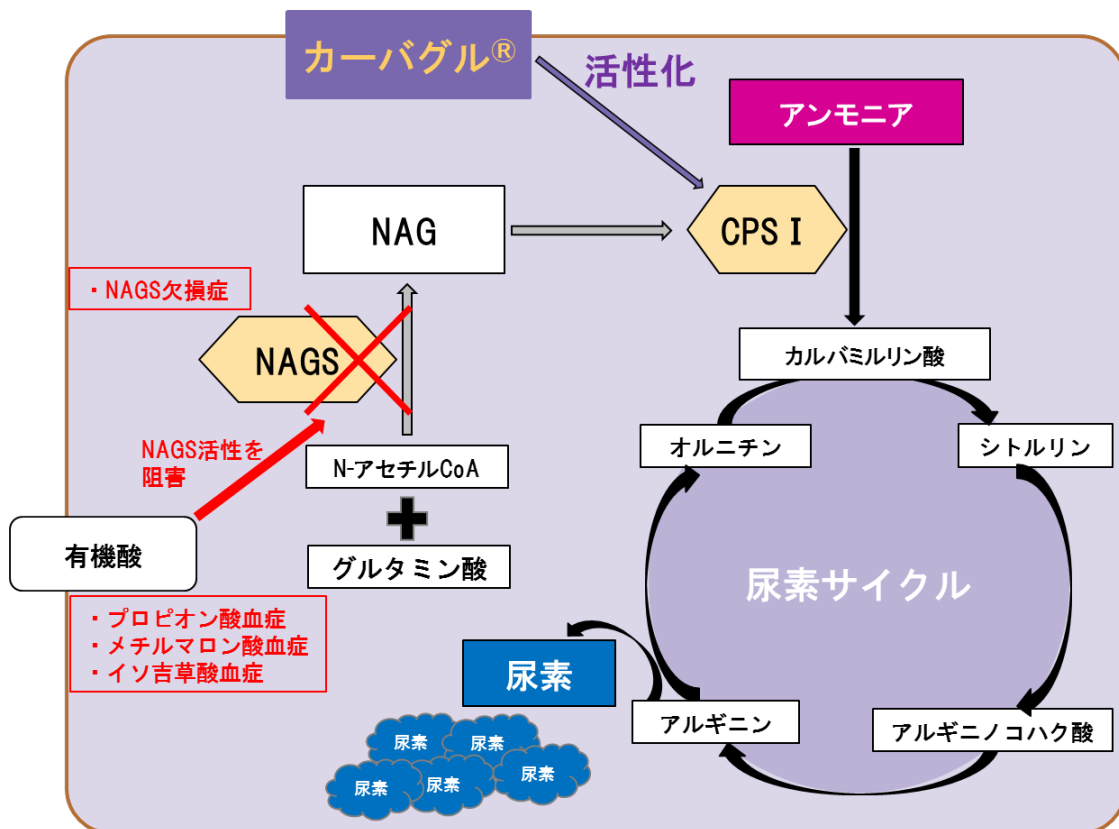 カーバグル®
活性化
アンモニア
NAG
CPSⅠ
・NAGS欠損症
NAGS
カルバミルリン酸
NAGS活性を
阻害
N-アセチルCoA
オルニチン
シトルリン
有機酸
グルタミン酸
尿素サイクル
・プロピオン酸血症
・メチルマロン酸血症
・イソ吉草酸血症
尿素
アルギニン
アルギニノコハク酸
尿素
尿素
尿素
尿素
尿素